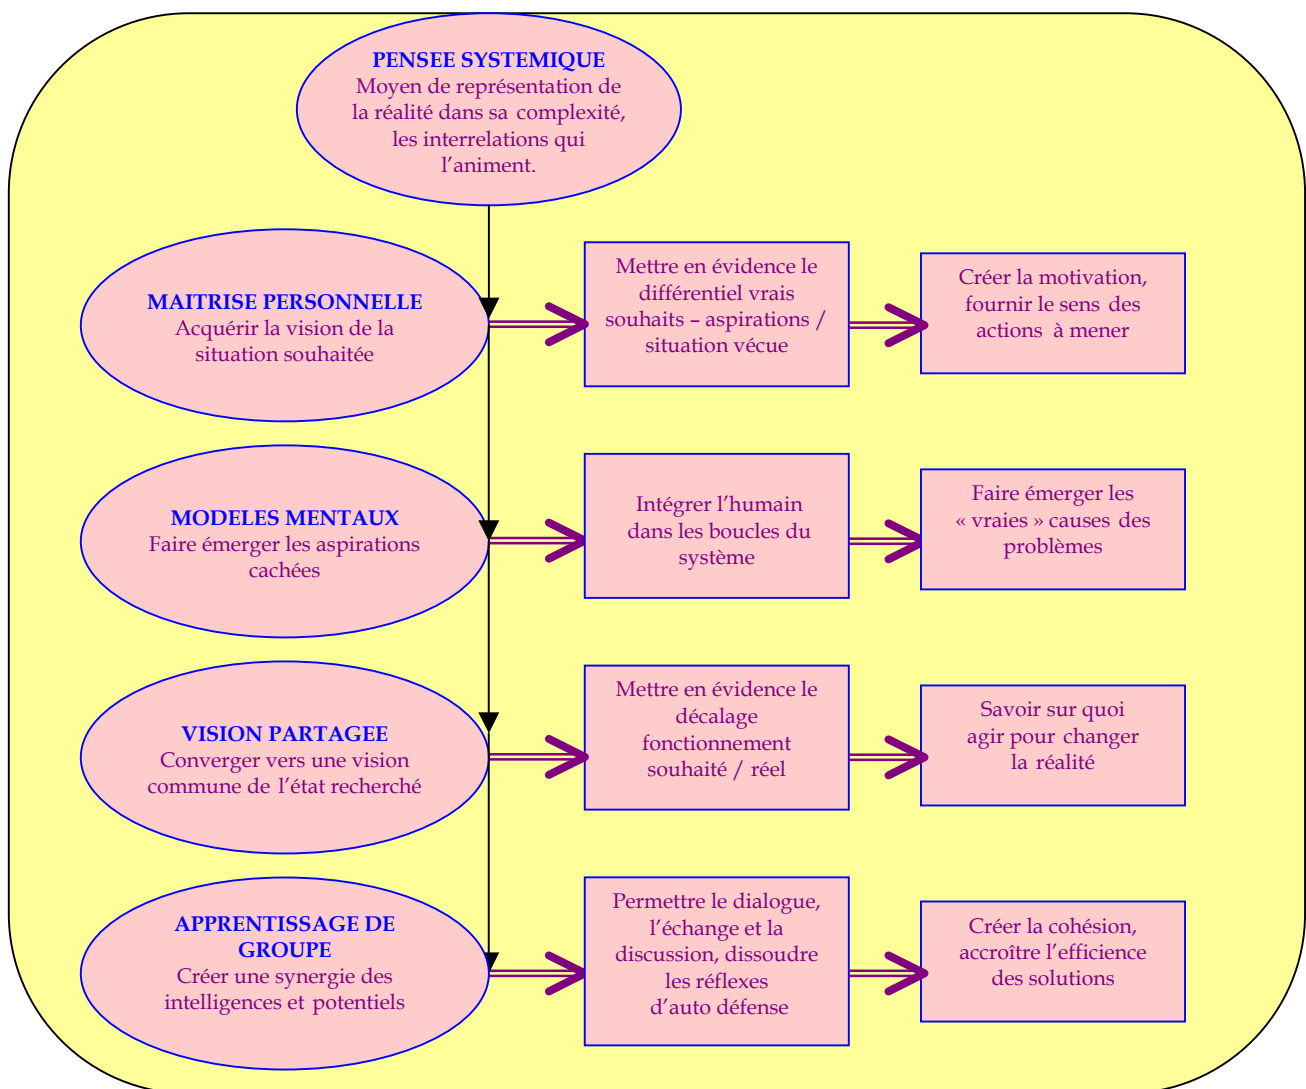 PENSEE SYSTEMIQUE
Moyen de représentation de
la réalité dans sa complexité,
les interrelations qui
l’animent.
MAITRISE PERSONNELLE
Acquérir la vision de la
situation souhaitée
Mettre en évidence le
différentiel vrais
souhaits – aspirations /
situation vécue
Créer la motivation,
fournir le sens des
actions à mener
MODELES MENTAUX
Faire émerger les aspirations
cachées
Intégrer l’humain
dans les boucles du
système
Faire émerger les
« vraies » causes des
problèmes
VISION PARTAGEE
Converger vers une vision
commune de l’état recherché
Mettre en évidence le
décalage
fonctionnement
souhaité / réel
Savoir sur quoi
agir pour changer
la réalité
APPRENTISSAGE DE
GROUPE
Créer une synergie des
intelligences et potentiels
Permettre le dialogue,
l’échange et la
discussion, dissoudre
les réflexes
d’auto défense
Créer la cohésion,
accroître l’efficience
des solutions